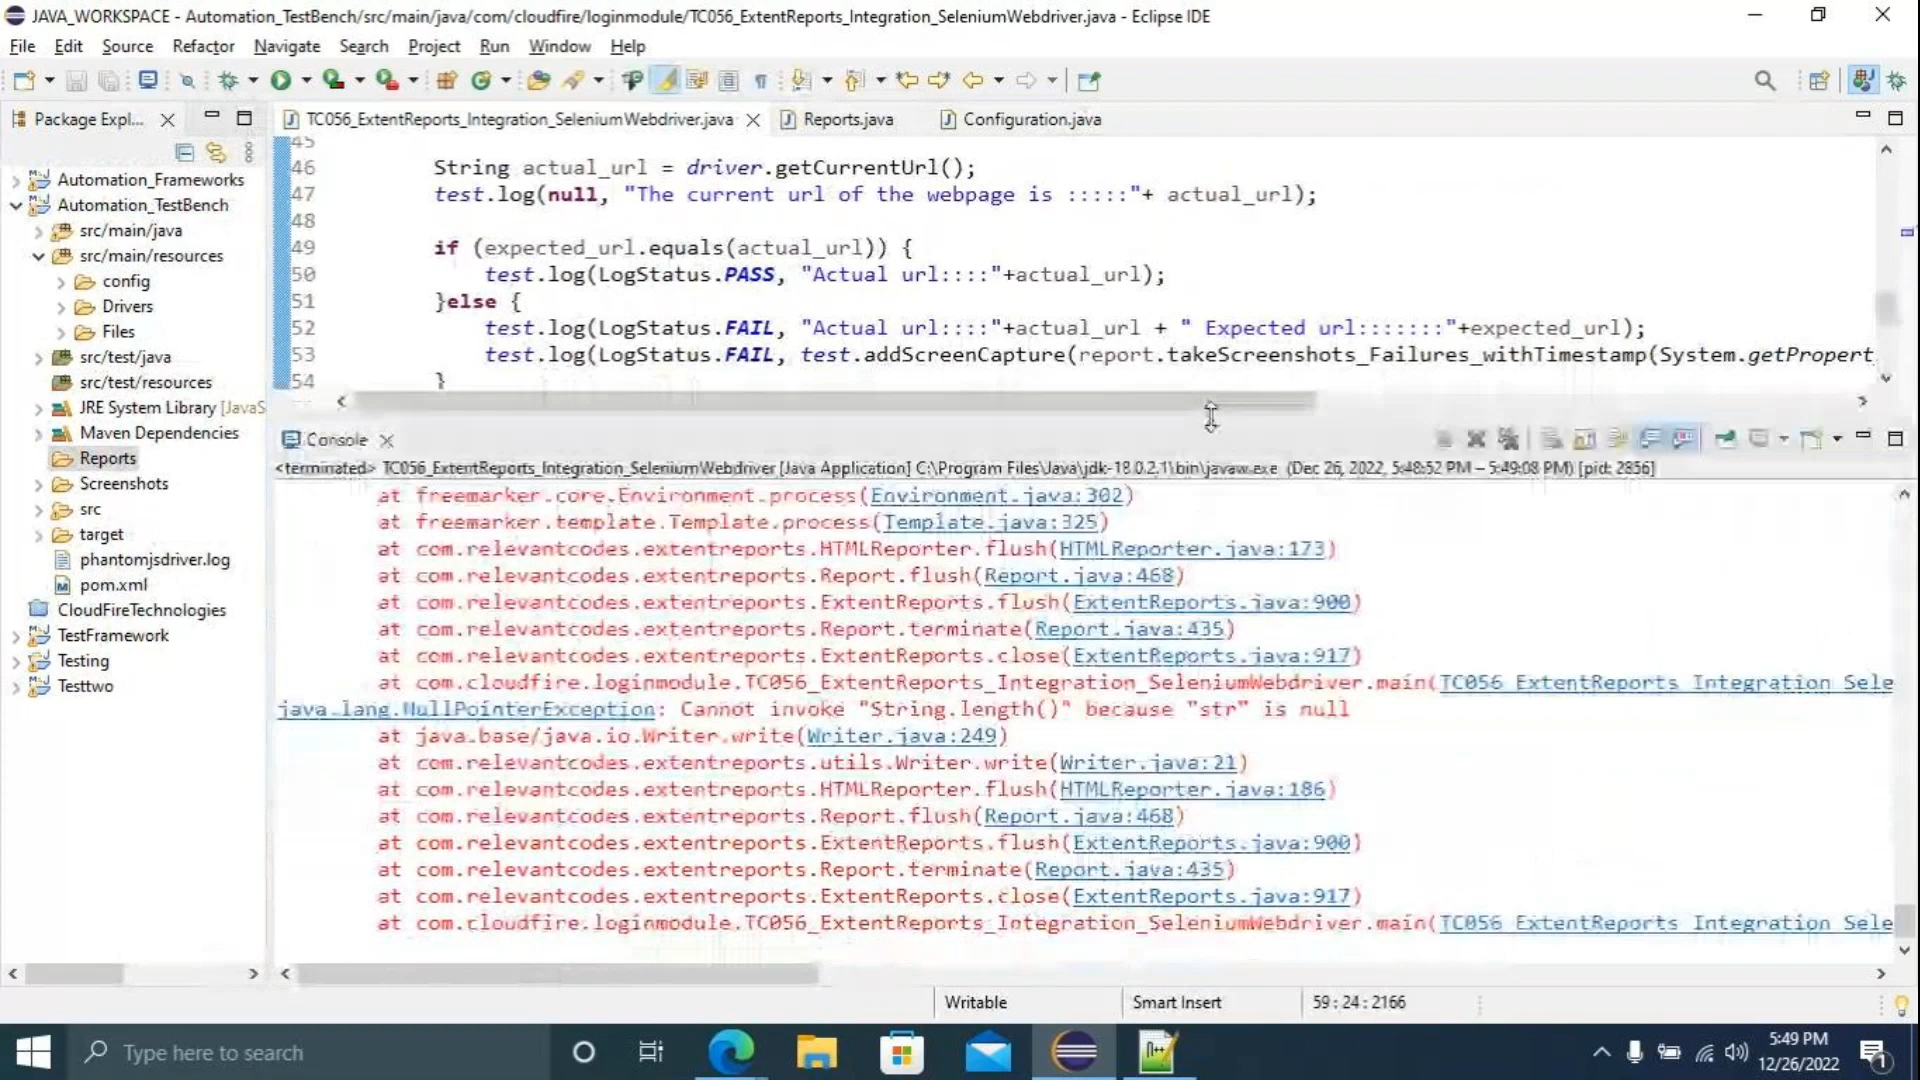 JAVA_WORKSPACE - Automation_TestBench/src/main/java/com/cloudfire/loginmodule/TC056_ExtentReports_Integration_SeleniumWebdriver.java - Eclipse IDE
File Edit Source Refactor Navigate Search Project Run Window Help
Package Expl...
Automation_Frameworks
Automation_TestBench
src/main/java
src/main/resources
config
Drivers
Files
src/test/java
src/test/resources
JRE System Library [JavaS
Maven Dependencies
Reports
Screenshots
src
target
phantomjsdriver.log
pom.xml
CloudFireTechnologies
TestFramework
Testing
Testtwo
TC056_ExtentReports_Integration_SeleniumWebdriver.java Reports.java Configuration.java
45
46 String actual_url = driver.getCurrentUrl();
47 test.log(null, "The current url of the webpage is :::::"+ actual_url);
48
49 if (expected_url.equals(actual_url)) {
50 test.log(LogStatus.PASS, "Actual url::::"+actual_url);
51 }else {
52 test.log(LogStatus.FAIL, "Actual url::::"+actual_url + " Expected url:::::::"+expected_url);
53 test.log(LogStatus.FAIL, test.addScreenCapture(report.takeScreenshots_Failures_withTimestamp(System.getPropert
54 }
Console
<terminated> TC056_ExtentReports_Integration_SeleniumWebdriver [Java Application] C:\Program Files\Java\jdk-18.0.2.1\bin\javaw.exe (Dec 26, 2022, 5:48:52 PM – 5:49:08 PM) [pid: 2856]
at freemarker.core.Environment.process(Environment.java:302)
at freemarker.template.Template.process(Template.java:325)
at com.relevantcodes.extentreports.HTMLReporter.flush(HTMLReporter.java:173)
at com.relevantcodes.extentreports.Report.flush(Report.java:468)
at com.relevantcodes.extentreports.ExtentReports.flush(ExtentReports.java:900)
at com.relevantcodes.extentreports.Report.terminate(Report.java:435)
at com.relevantcodes.extentreports.ExtentReports.close(ExtentReports.java:917)
at com.cloudfire.loginmodule.TC056_ExtentReports_Integration_SeleniumWebdriver.main(TC056_ExtentReports_Integration_Sele
java.lang.NullPointerException: Cannot invoke "String.length()" because "str" is null
at java.base/java.io.Writer.write(Writer.java:249)
at com.relevantcodes.extentreports.utils.Writer.write(Writer.java:21)
at com.relevantcodes.extentreports.HTMLReporter.flush(HTMLReporter.java:186)
at com.relevantcodes.extentreports.Report.flush(Report.java:468)
at com.relevantcodes.extentreports.ExtentReports.flush(ExtentReports.java:900)
at com.relevantcodes.extentreports.Report.terminate(Report.java:435)
at com.relevantcodes.extentreports.ExtentReports.close(ExtentReports.java:917)
at com.cloudfire.loginmodule.TC056_ExtentReports_Integration_SeleniumWebdriver.main(TC056_ExtentReports_Integration_Sele
Writable Smart Insert 59 : 24 : 2166
Type here to search
5:49 PM
12/26/2022
1